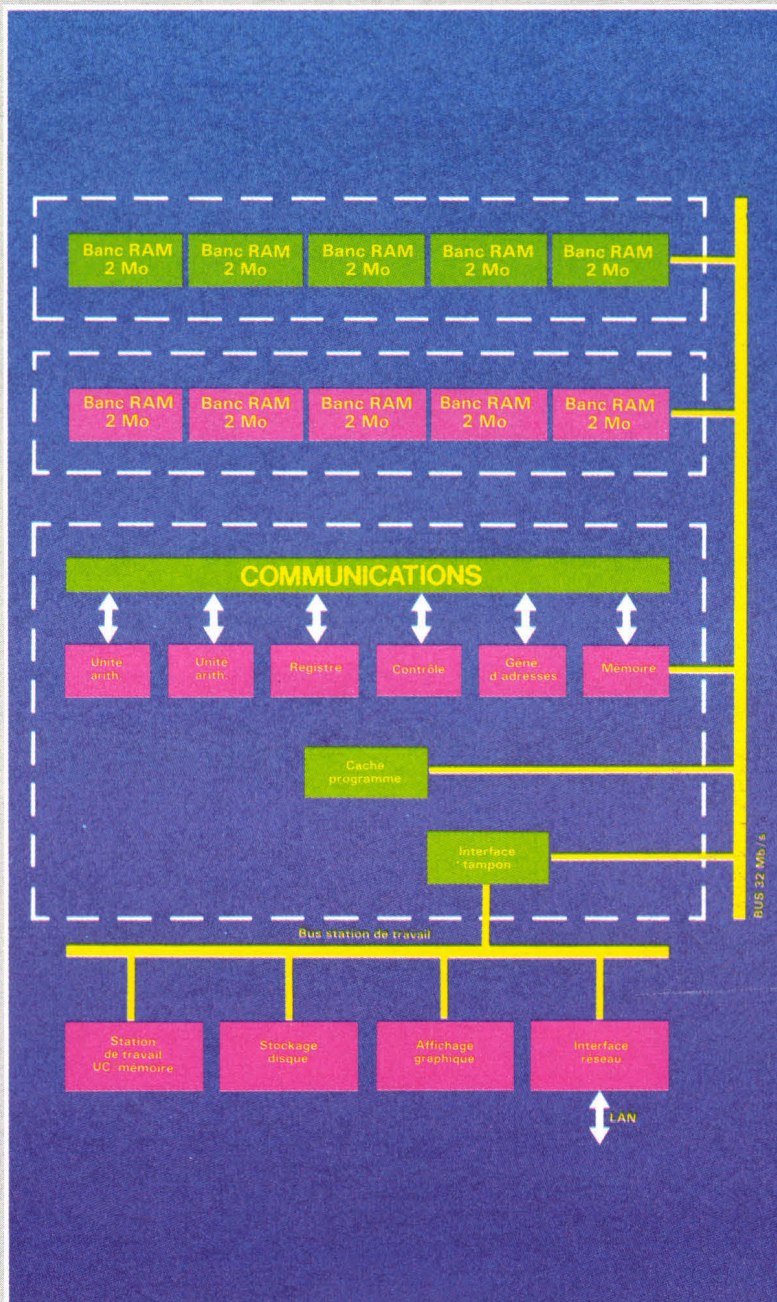 Banc RAM
2 Mo
Banc RAM
2 Mo
Banc RAM
2 Mo
Banc RAM
2 Mo
Banc RAM
2 Mo
Banc RAM
2 Mo
Banc RAM
2 Mo
Banc RAM
2 Mo
Banc RAM
2 Mo
Banc RAM
2 Mo
COMMUNICATIONS
Unité
arith.
Unité
arith.
Registre
Contrôle
Géné
d'adresses
Mémoire
Cache
programme
Interface
tampon
BUS 32 Mb/s
Bus station de travail
Station
de travail
UC. mémoire
Stockage
disque
Affichage
graphique
Interface
réseau
LAN